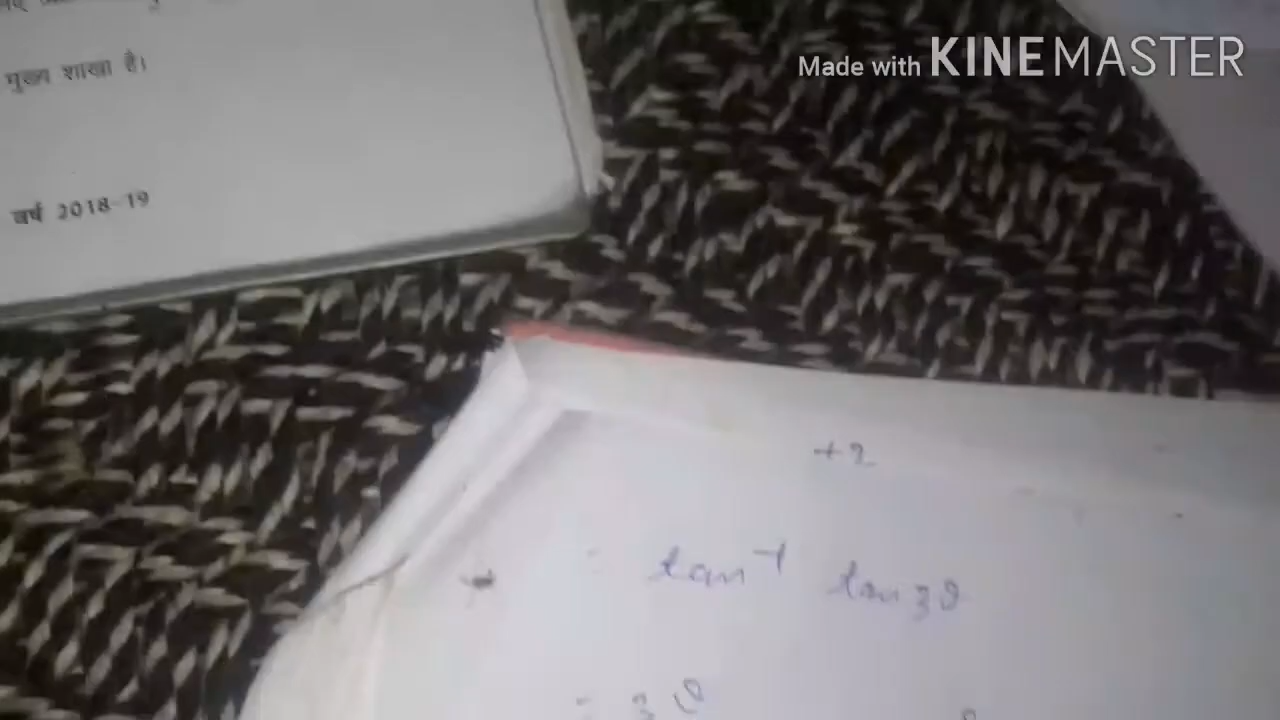 Made with KINEMASTER
मुख्य शाखा है।
वर्ष 2018-19
+2
= tan⁻¹ tan 3θ
= 3θ